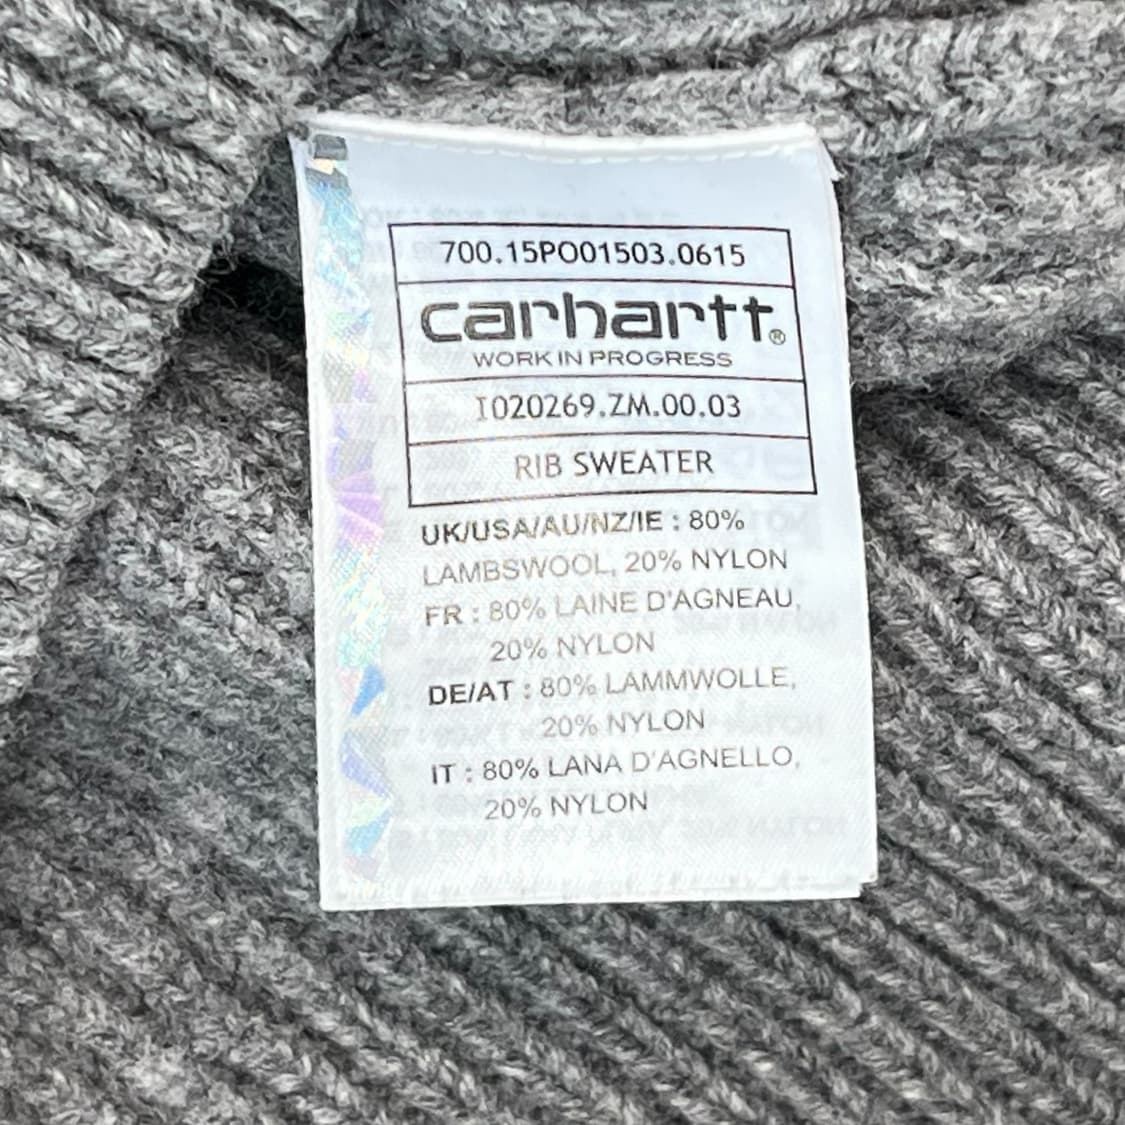 700.15PO01503.0615
carhartt®
WORK IN PROGRESS
I020269.ZM.00.03
RIB SWEATER
UK/USA/AU/NZ/IE : 80%
LAMBSWOOL, 20% NYLON
FR : 80% LAINE D'AGNEAU,
20% NYLON
DE/AT : 80% LAMMWOLLE,
20% NYLON
IT : 80% LANA D'AGNELLO,
20% NYLON